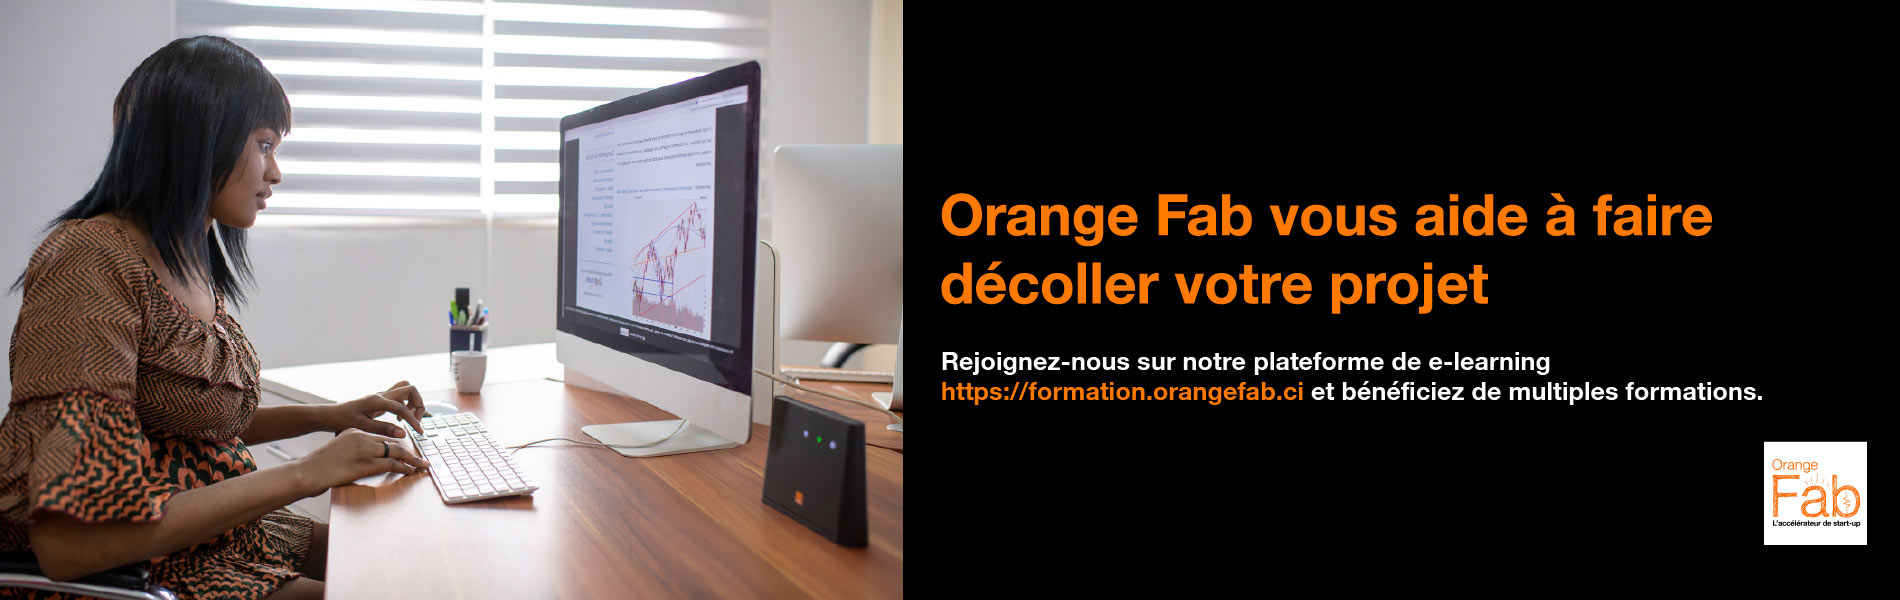 Orange Fab vous aide à faire
décoller votre projet
Rejoignez-nous sur notre plateforme de e-learning
https://formation.orangefab.ci et bénéficiez de multiples formations.
Orange
Fab
L'accélérateur de start-up